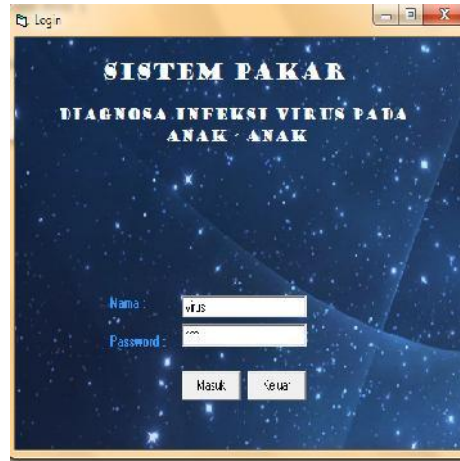 Login
SISTEM PAKAR
DIAGNOSA INFEKSI VIRUS PADA
ANAK - ANAK
Nama :
virus
Password :
***
Masuk
Keluar